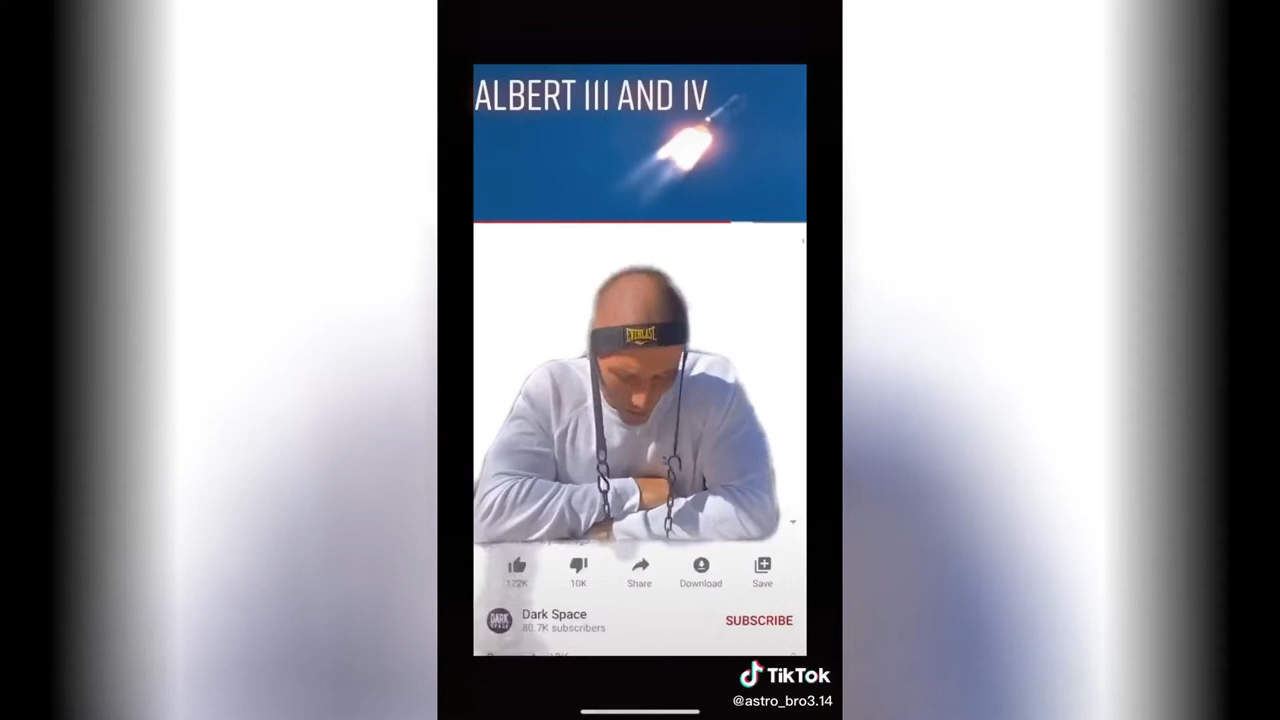 ALBERT III AND IV
EVERLAST
122K
10K
Share
Download
Save
DARK
Dark Space
80.7K subscribers
SUBSCRIBE
TikTok
@astro_bro3.14